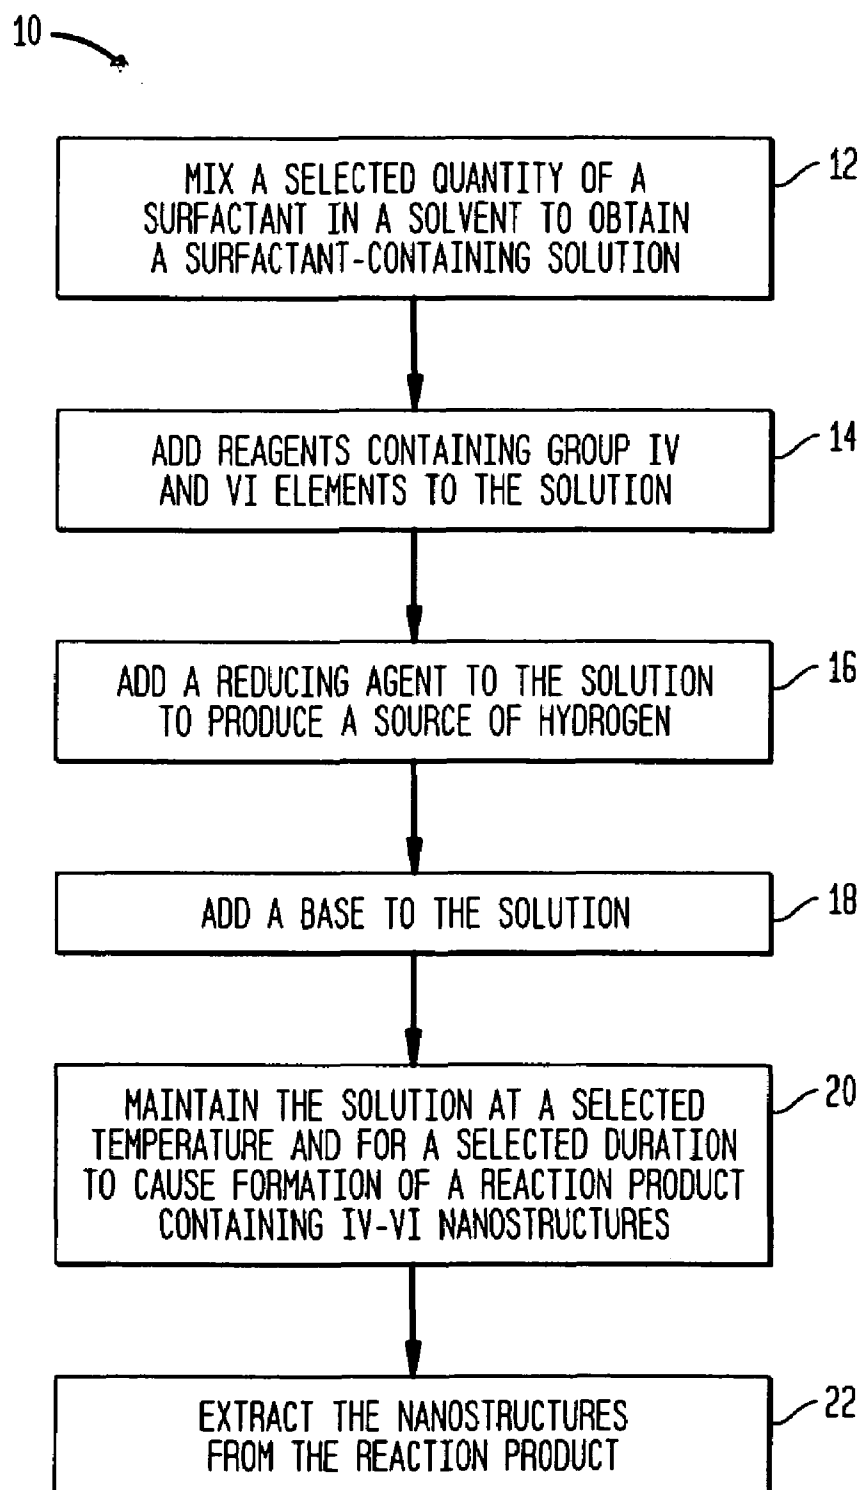 10
MIX A SELECTED QUANTITY OF A
SURFACTANT IN A SOLVENT TO OBTAIN
A SURFACTANT-CONTAINING SOLUTION
12
ADD REAGENTS CONTAINING GROUP IV
AND VI ELEMENTS TO THE SOLUTION
14
ADD A REDUCING AGENT TO THE SOLUTION
TO PRODUCE A SOURCE OF HYDROGEN
16
ADD A BASE TO THE SOLUTION
18
MAINTAIN THE SOLUTION AT A SELECTED
TEMPERATURE AND FOR A SELECTED DURATION
TO CAUSE FORMATION OF A REACTION PRODUCT
CONTAINING IV-VI NANOSTRUCTURES
20
EXTRACT THE NANOSTRUCTURES
FROM THE REACTION PRODUCT
22